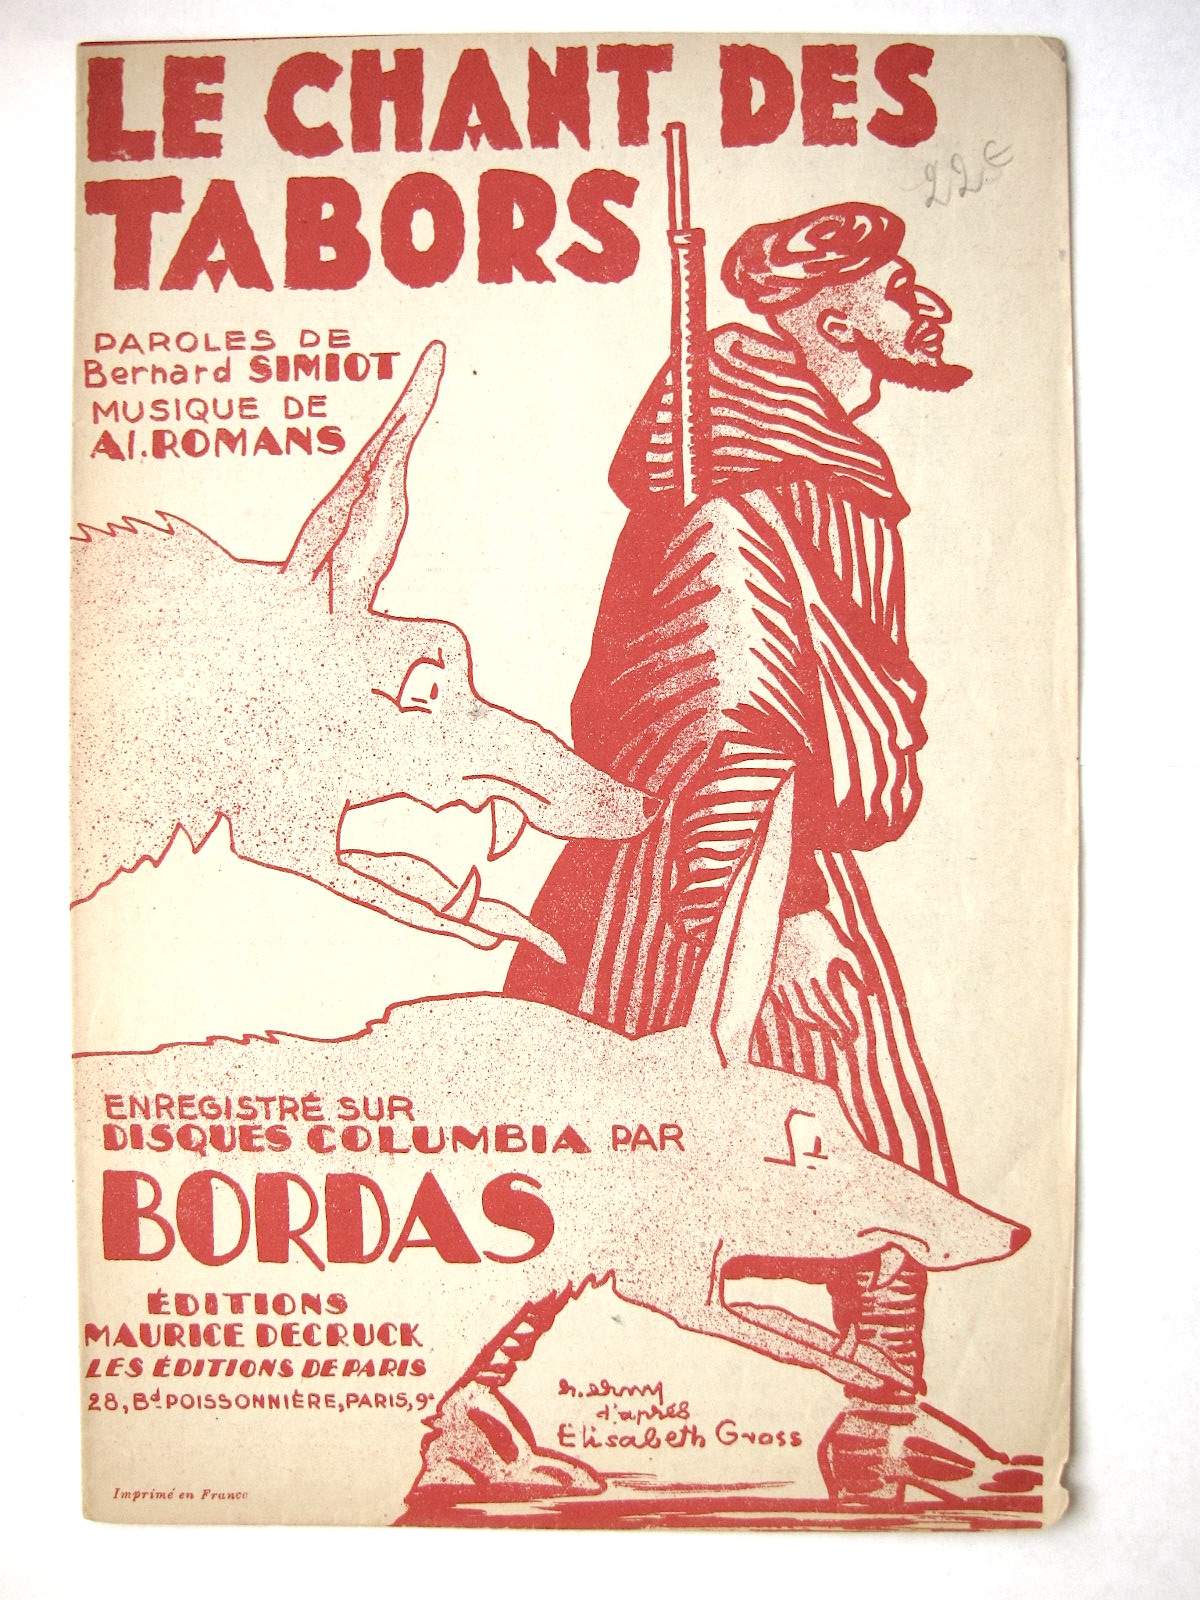 LE CHANT DES
TABORS
22€
PAROLES DE
Bernard SIMIOT
MUSIQUE DE
Al. ROMANS
ENREGISTRÉ SUR
DISQUES COLUMBIA PAR
BORDAS
ÉDITIONS
MAURICE DECRUCK
LES ÉDITIONS DE PARIS
28, Bd POISSONNIÈRE, PARIS, 9e
d'après
Elisabeth Gross
Imprimé en France